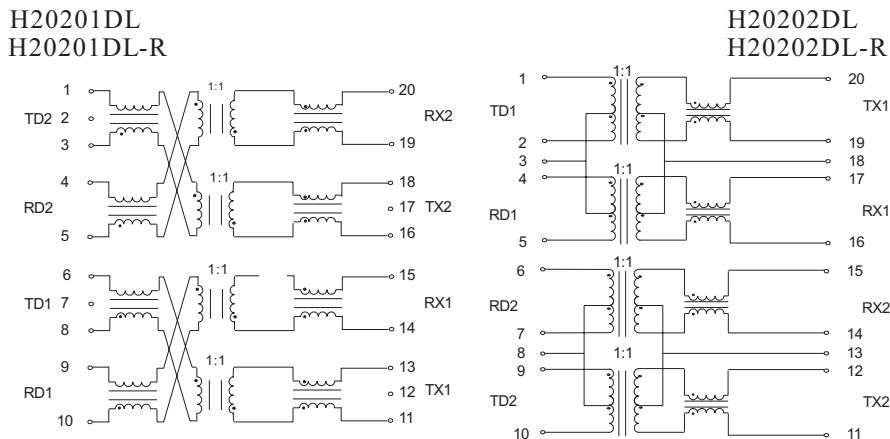 H20201DL
H20201DL-R
1
TD2 2
3
4
RD2
5
1:1
1:1
20
RX2
19
18
17 TX2
16
6
TD1 7
8
9
RD1
10
1:1
1:1
15
RX1
14
13
12 TX1
11
H20202DL
H20202DL-R
1
TD1
2
3
4
RD1
5
1:1
1:1
20
TX1
19
18
17
RX1
16
6
RD2
7
8
9
TD2
10
1:1
1:1
15
RX2
14
13
12
TX2
11